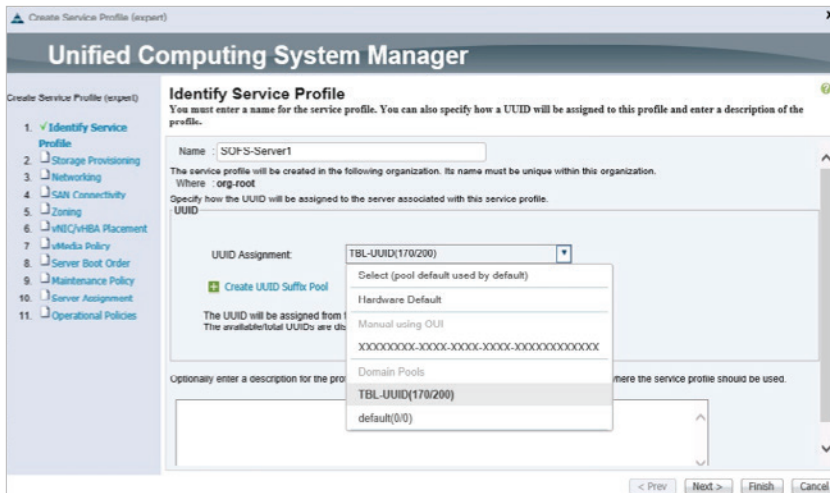 Create Service Profile (expert)
Unified Computing System Manager
Create Service Profile (expert)
1. √Identify Service
Profile
2. Storage Provisioning
3. Networking
4. SAN Connectivity
5. Zoning
6. vNIC/vHBA Placement
7. vMedia Policy
8. Server Boot Order
9. Maintenance Policy
10. Server Assignment
11. Operational Policies
Identify Service Profile
You must enter a name for the service profile. You can also specify how a UUID will be assigned to this profile and enter a description of the
profile.
Name : SOFS-Server1
The service profile will be created in the following organization. Its name must be unique within this organization.
Where : org-root
Specify how the UUID will be assigned to the server associated with this service profile.
UUID
UUID Assignment: TBL-UUID(170/200)
Select (pool default used by default)
Create UUID Suffix Pool
Hardware Default
The UUID will be assigned from
Manual using OUI
The available/total UUIDs are dis
XXXXXXXX-XXXX-XXXX-XXXX-XXXXXXXXXXXX
Domain Pools
Optionally enter a description for the pro
here the service profile should be used.
TBL-UUID(170/200)
default(0/0)
< Prev Next > Finish Cancel